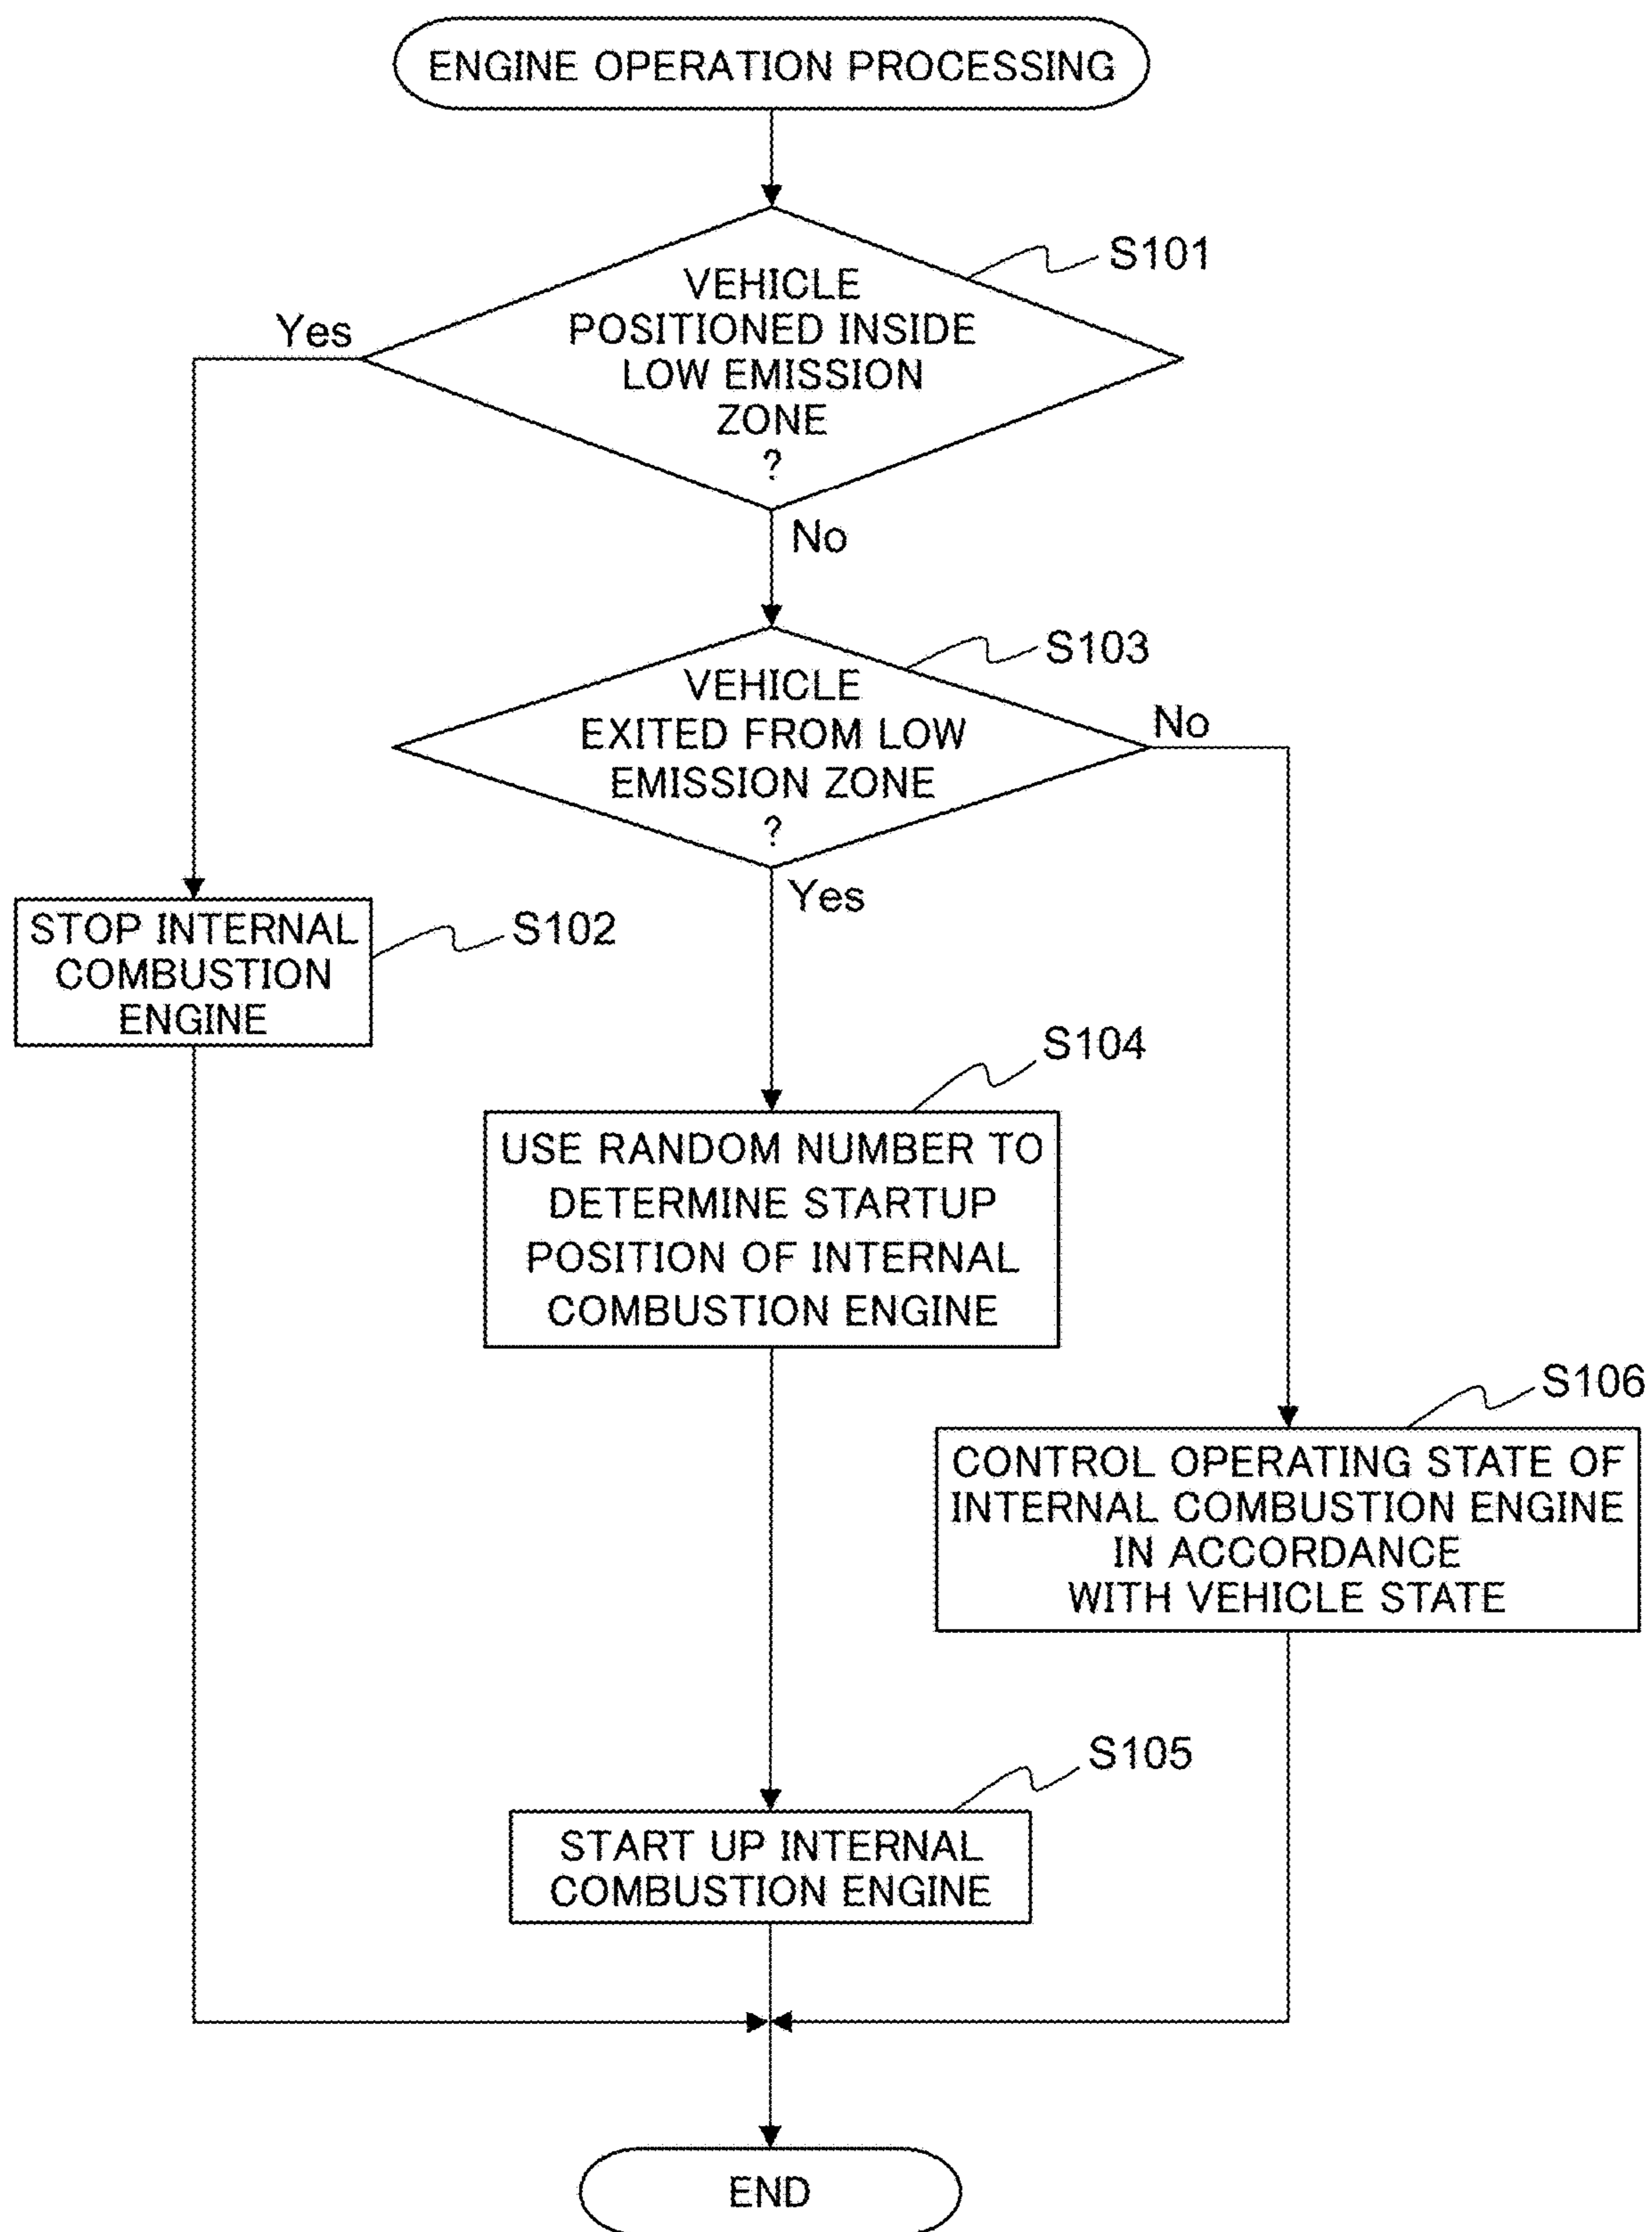 ENGINE OPERATION PROCESSING
S101
VEHICLE
POSITIONED INSIDE
LOW EMISSION
ZONE
?
Yes
No
S103
VEHICLE
EXITED FROM LOW
EMISSION ZONE
?
No
Yes
STOP INTERNAL
COMBUSTION
ENGINE
S102
S104
USE RANDOM NUMBER TO
DETERMINE STARTUP
POSITION OF INTERNAL
COMBUSTION ENGINE
S106
CONTROL OPERATING STATE OF
INTERNAL COMBUSTION ENGINE
IN ACCORDANCE
WITH VEHICLE STATE
S105
START UP INTERNAL
COMBUSTION ENGINE
END